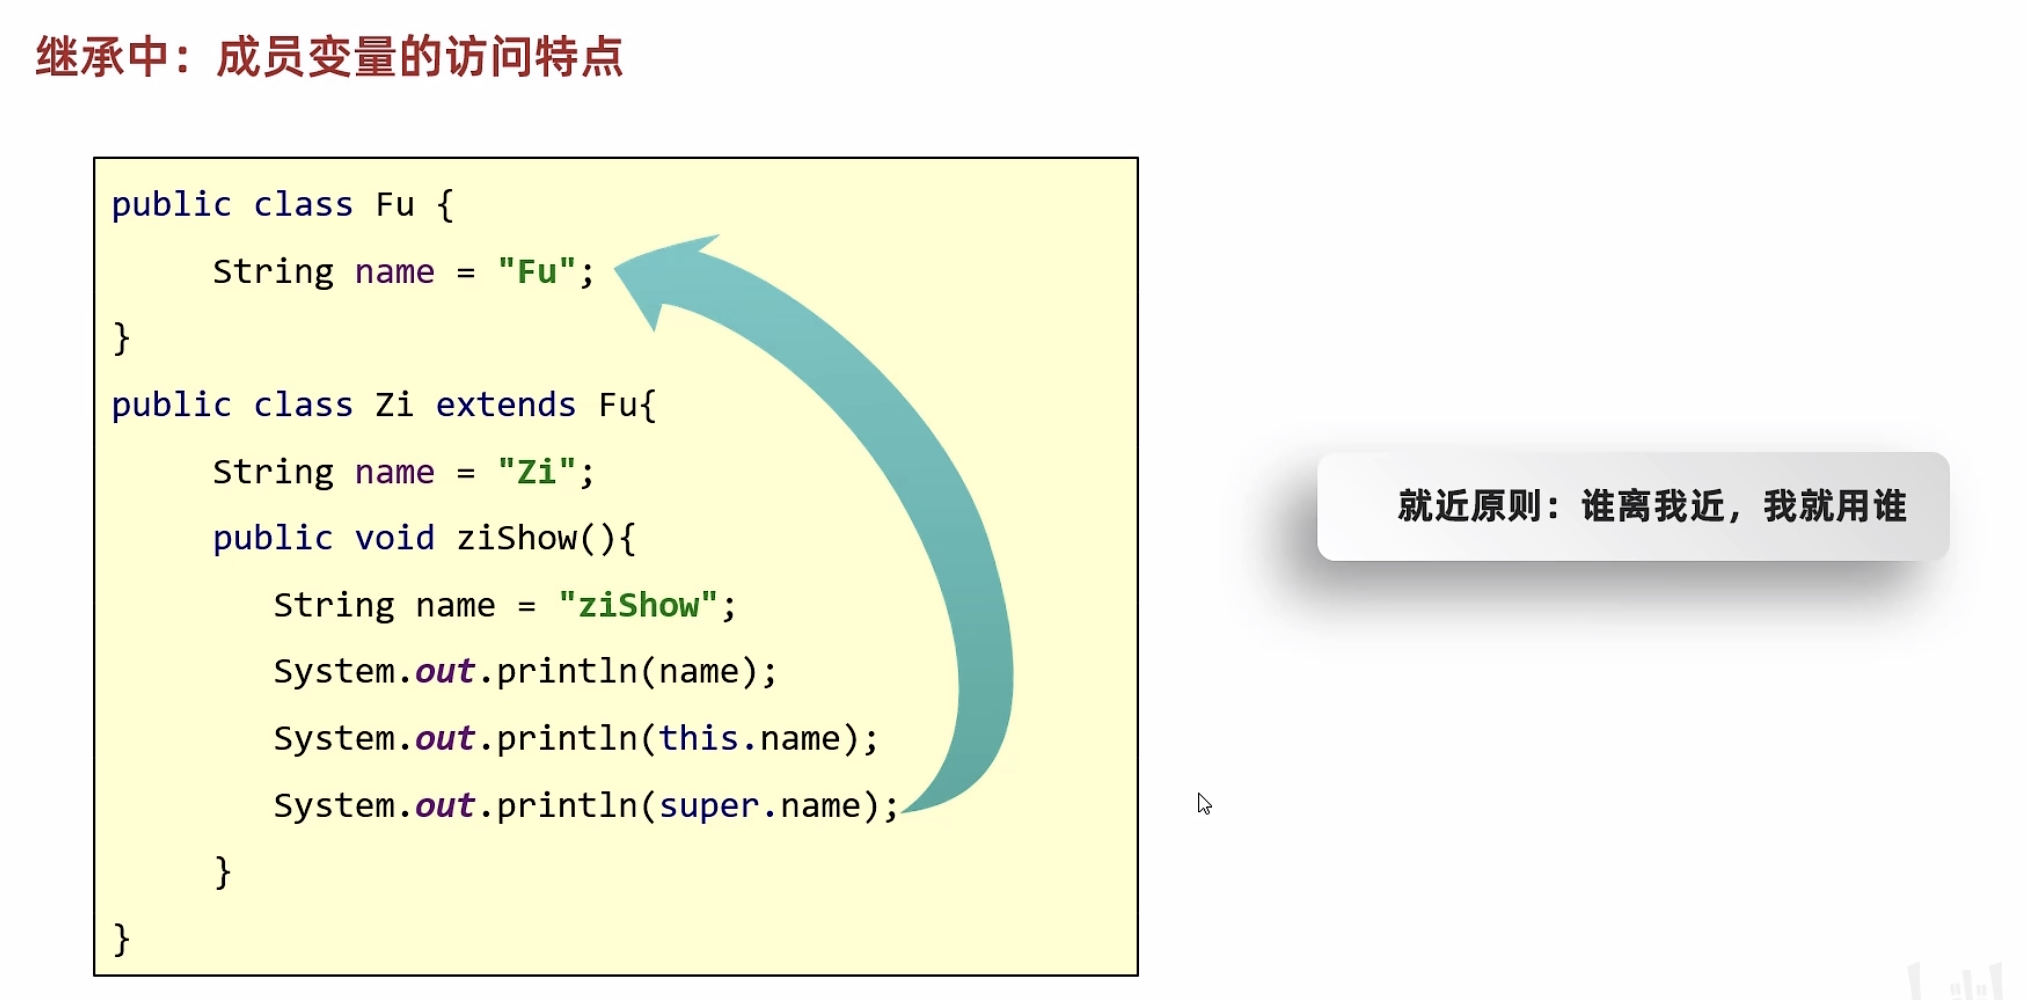 继承中：成员变量的访问特点
public class Fu {
String name = "Fu";
}
public class Zi extends Fu{
String name = "Zi";
public void ziShow(){
String name = "ziShow";
System.out.println(name);
System.out.println(this.name);
System.out.println(super.name);
}
}
就近原则：谁离我近，我就用谁